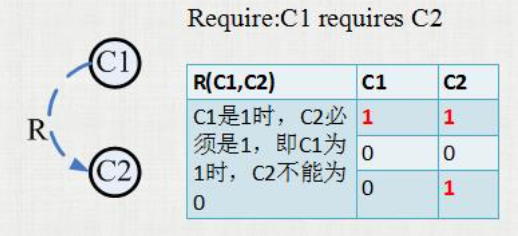 Require:C1 requires C2
C1
R
C2
R(C1,C2) C1 C2
C1是1时，C2必
须是1，即C1为
1时，C2不能为
0
1 1
0 0
0 1